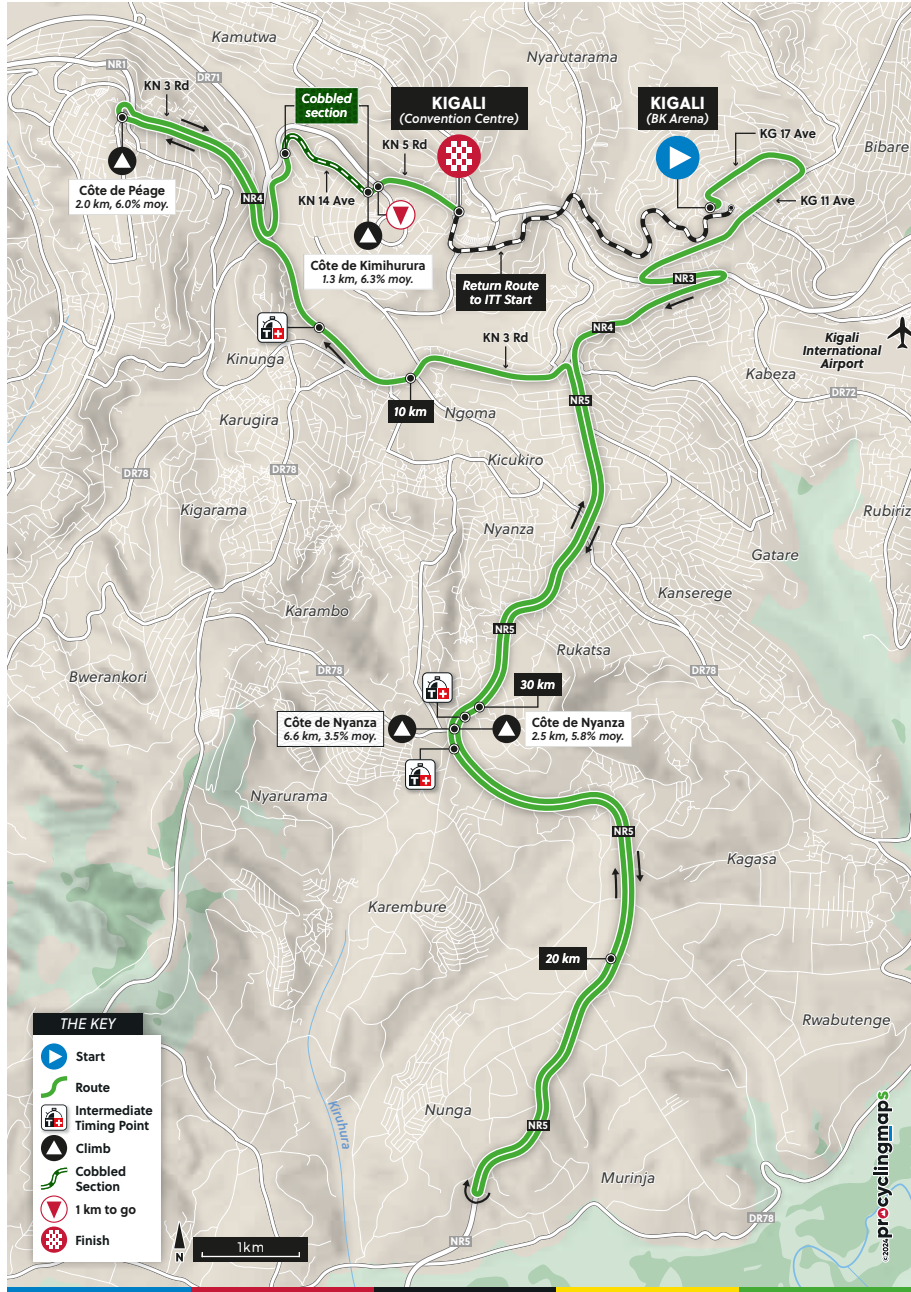 Kamutwa
Nyarutarama
NR1
DR71
KN 3 Rd
Cobbled
section
KIGALI
(Convention Centre)
KIGALI
(BK Arena)
KG 17 Ave
Bibare
KN 5 Rd
Côte de Péage
2.0 km, 6.0% moy.
NR4
KN 14 Ave
KG 11 Ave
Côte de Kimihurura
1.3 km, 6.3% moy.
Return Route
to ITT Start
NR3
NR4
T
Kinunga
KN 3 Rd
Kigali
International
Airport
Kabeza
DR72
NR5
10 km
Ngoma
Karugira
Kicukiro
DR78
DR78
Kigarama
Nyanza
Rubiriz
Gatare
Kanserege
Karambo
NR5
Rukatsa
Bwerankori
DR78
DR78
T
30 km
Côte de Nyanza
6.6 km, 3.5% moy.
Côte de Nyanza
2.5 km, 5.8% moy.
T
Nyarurama
NR5
Kagasa
Karembure
20 km
Rwabutenge
THE KEY
Start
Route
T
Intermediate
Timing Point
Climb
Cobbled
Section
1 km to go
Finish
Kiruhura
Nunga
NR5
Murinja
DR78
NR5
N
1km
©2024
procyclingmaps